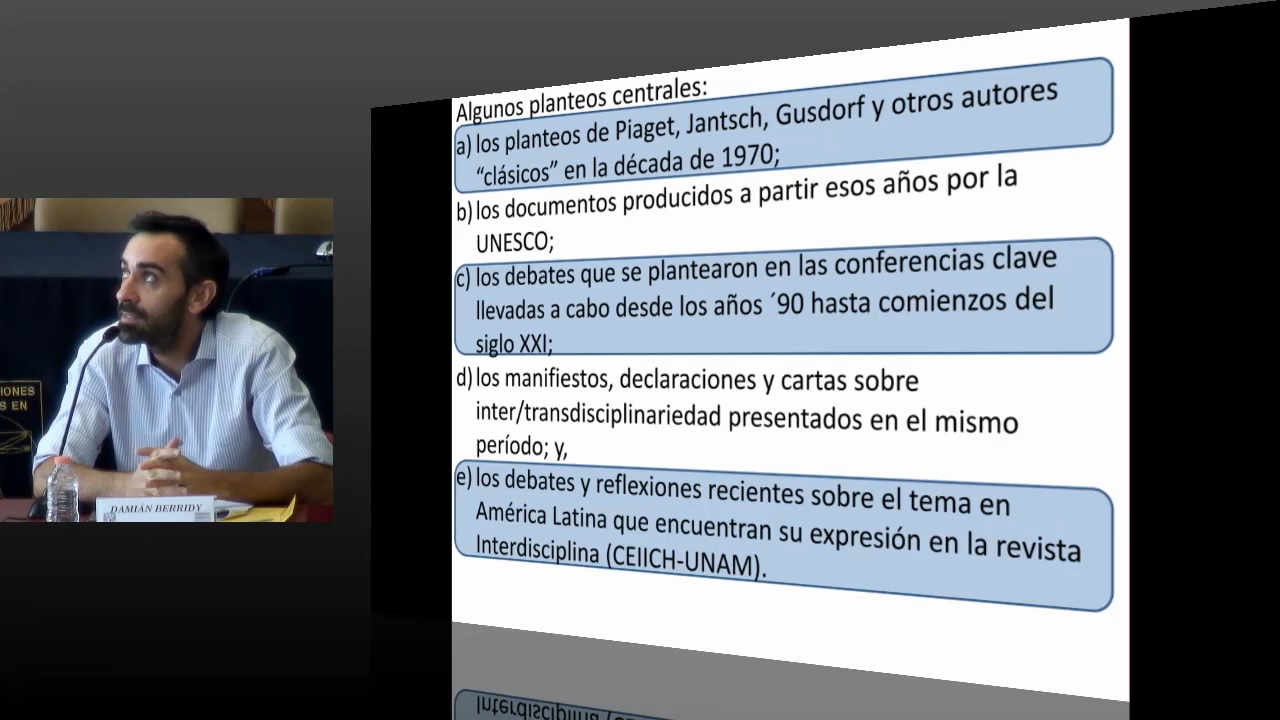 Algunos planteos centrales:
a) los planteos de Piaget, Jantsch, Gusdorf y otros autores
“clásicos” en la década de 1970;
b) los documentos producidos a partir esos años por la
UNESCO;
c) los debates que se plantearon en las conferencias clave
llevadas a cabo desde los años ´90 hasta comienzos del
siglo XXI;
d) los manifiestos, declaraciones y cartas sobre
inter/transdisciplinariedad presentados en el mismo
período; y,
e) los debates y reflexiones recientes sobre el tema en
América Latina que encuentran su expresión en la revista
Interdisciplina (CEIICH-UNAM).
IONES
S EN
DAMIÁN BERRIDY